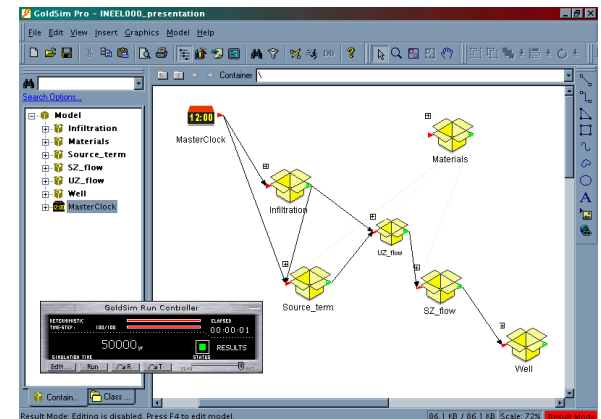 GoldSim Pro - INEEL000_presentation
File Edit View Insert Graphics Model Help
Container \
Search Options...
Model
Infiltration
Materials
Source_term
SZ_flow
UZ_flow
Well
MasterClock
12:00
MasterClock
Materials
Infiltration
UZ_flow
Source_term
SZ_flow
Well
GoldSim Run Controller
DETERMINISTIC
ELAPSED
TIME-STEP: 100/100
00:00:01
50000 yr
RESULTS
SIMULATION TIME
STATUS
Edit... Run R T
Contain... Class ...
Result Mode: Editing is disabled. Press F4 to edit model.
86.1 KB / 86.1 KB Scale: 72% Result Mode